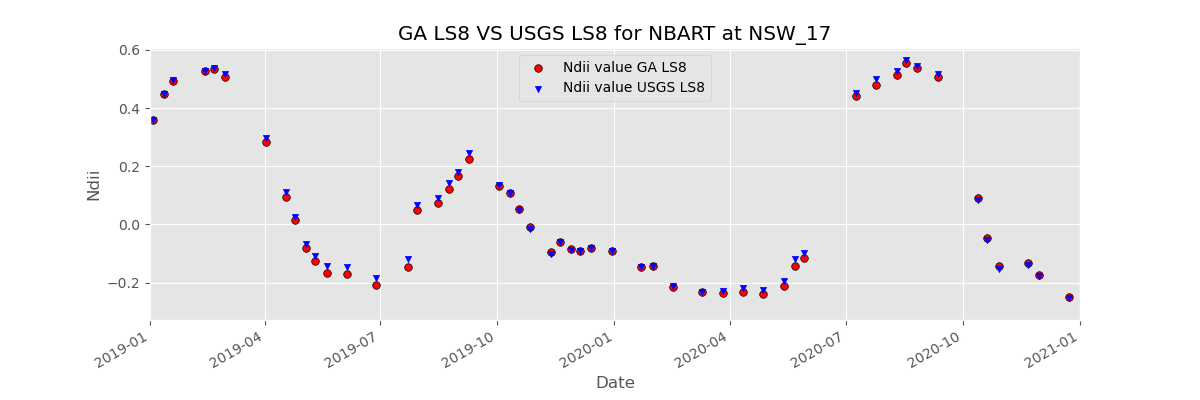 GA LS8 VS USGS LS8 for NBART at NSW_17
Ndii value GA LS8
Ndii value USGS LS8
0.6
0.4
0.2
0.0
−0.2
Ndii
2019-01
2019-04
2019-07
2019-10
2020-01
2020-04
2020-07
2020-10
2021-01
Date